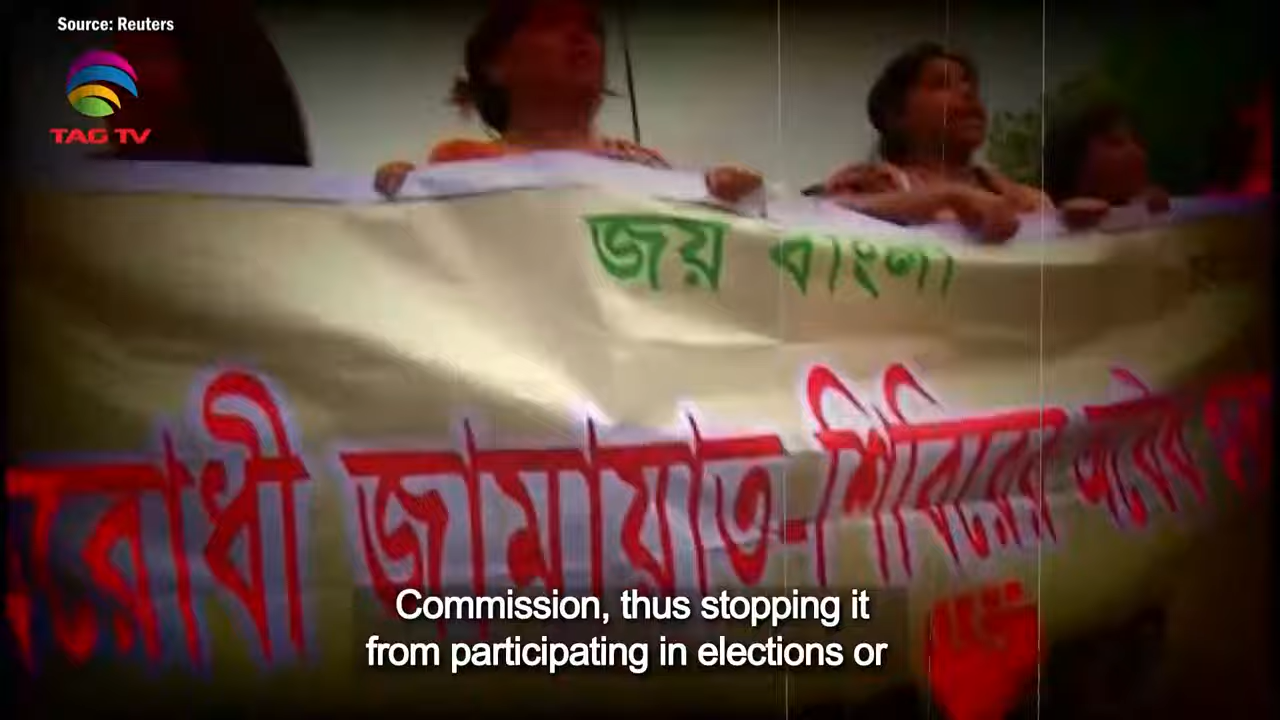 Source: Reuters
TAG TV
জয় বাংলা
রোধী জামায়াত-শিবিরের
Commission, thus stopping it
from participating in elections or